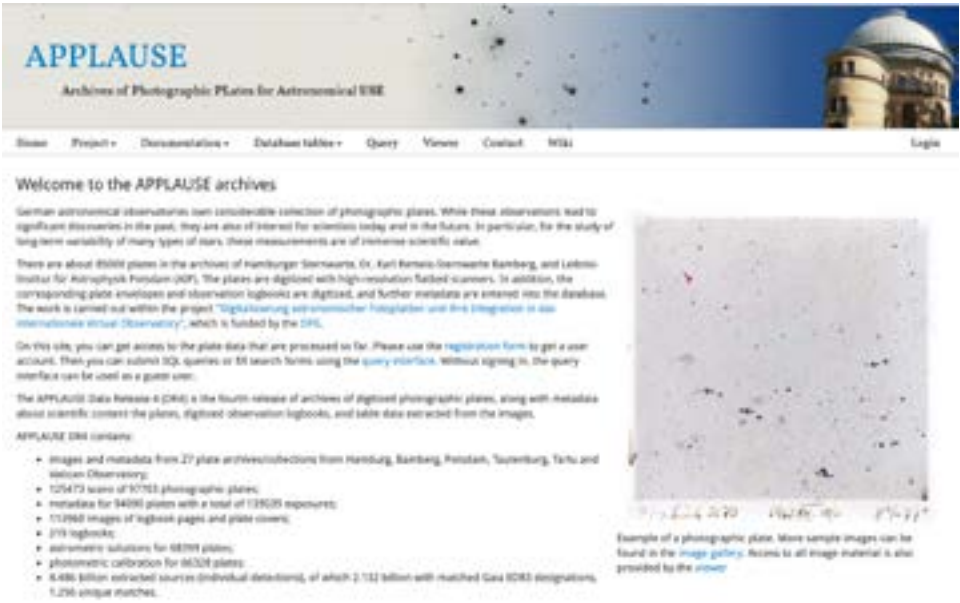 APPLAUSE
Archives of Photographic PLates for Astronomical USE
Home Project Documentation Database tables Query Viewer Contact Wiki Login
Welcome to the APPLAUSE archives
German astronomical observatories own considerable collection of photographic plates. While these observations lead to
significant discoveries in the past, they are also of interest for scientists today and in the future. In particular, for the study of
long-term variability of many types of stars, these measurements are of immense scientific value.
There are about 85000 plates in the archives of Hamburger Sternwarte, Dr. Karl Remeis-Sternwarte Bamberg, and Leibniz-
Institut für Astrophysik Potsdam (AIP). The plates are digitized with high-resolution flatbed scanners. In addition, the
corresponding plate envelopes and observation logbooks are digitized, and further metadata are entered into the database.
The work is carried out within the project "Digitalisierung astronomischer Fotoplatten und ihre Integration in das
internationale Virtual Observatory", which is funded by the DFG.
On this site, you can get access to the plate data that are processed so far. Please use the registration form to get a user
account. Then you can submit SQL queries or fill search forms using the query interface. Without signing in, the query
interface can be used as a guest user.
The APPLAUSE Data Release 4 (DR4) is the fourth release of archives of digitized photographic plates, along with metadata
about scientific content the plates, digitized observation logbooks, and table data extracted from the images.
APPLAUSE DR4 contains:
images and metadata from 27 plate archives/collections from Hamburg, Bamberg, Potsdam, Tautenburg, Tartu and
Vatican Observatory;
125473 scans of 97703 photographic plates;
metadata for 94090 plates with a total of exposures;
113960 images of logbook pages and plate covers;
219 logbooks;
astrometric solutions for 68399 plates;
photometric calibration for 66328 plates
4.486 billion extracted sources (individual detections), of which 2.132 billion with matched Gaia EDR3 designations,
1.256 unique matches.
Example of a photographic plate. More sample images can be
found in the image gallery. Access to all image material is also
provided by the viewer